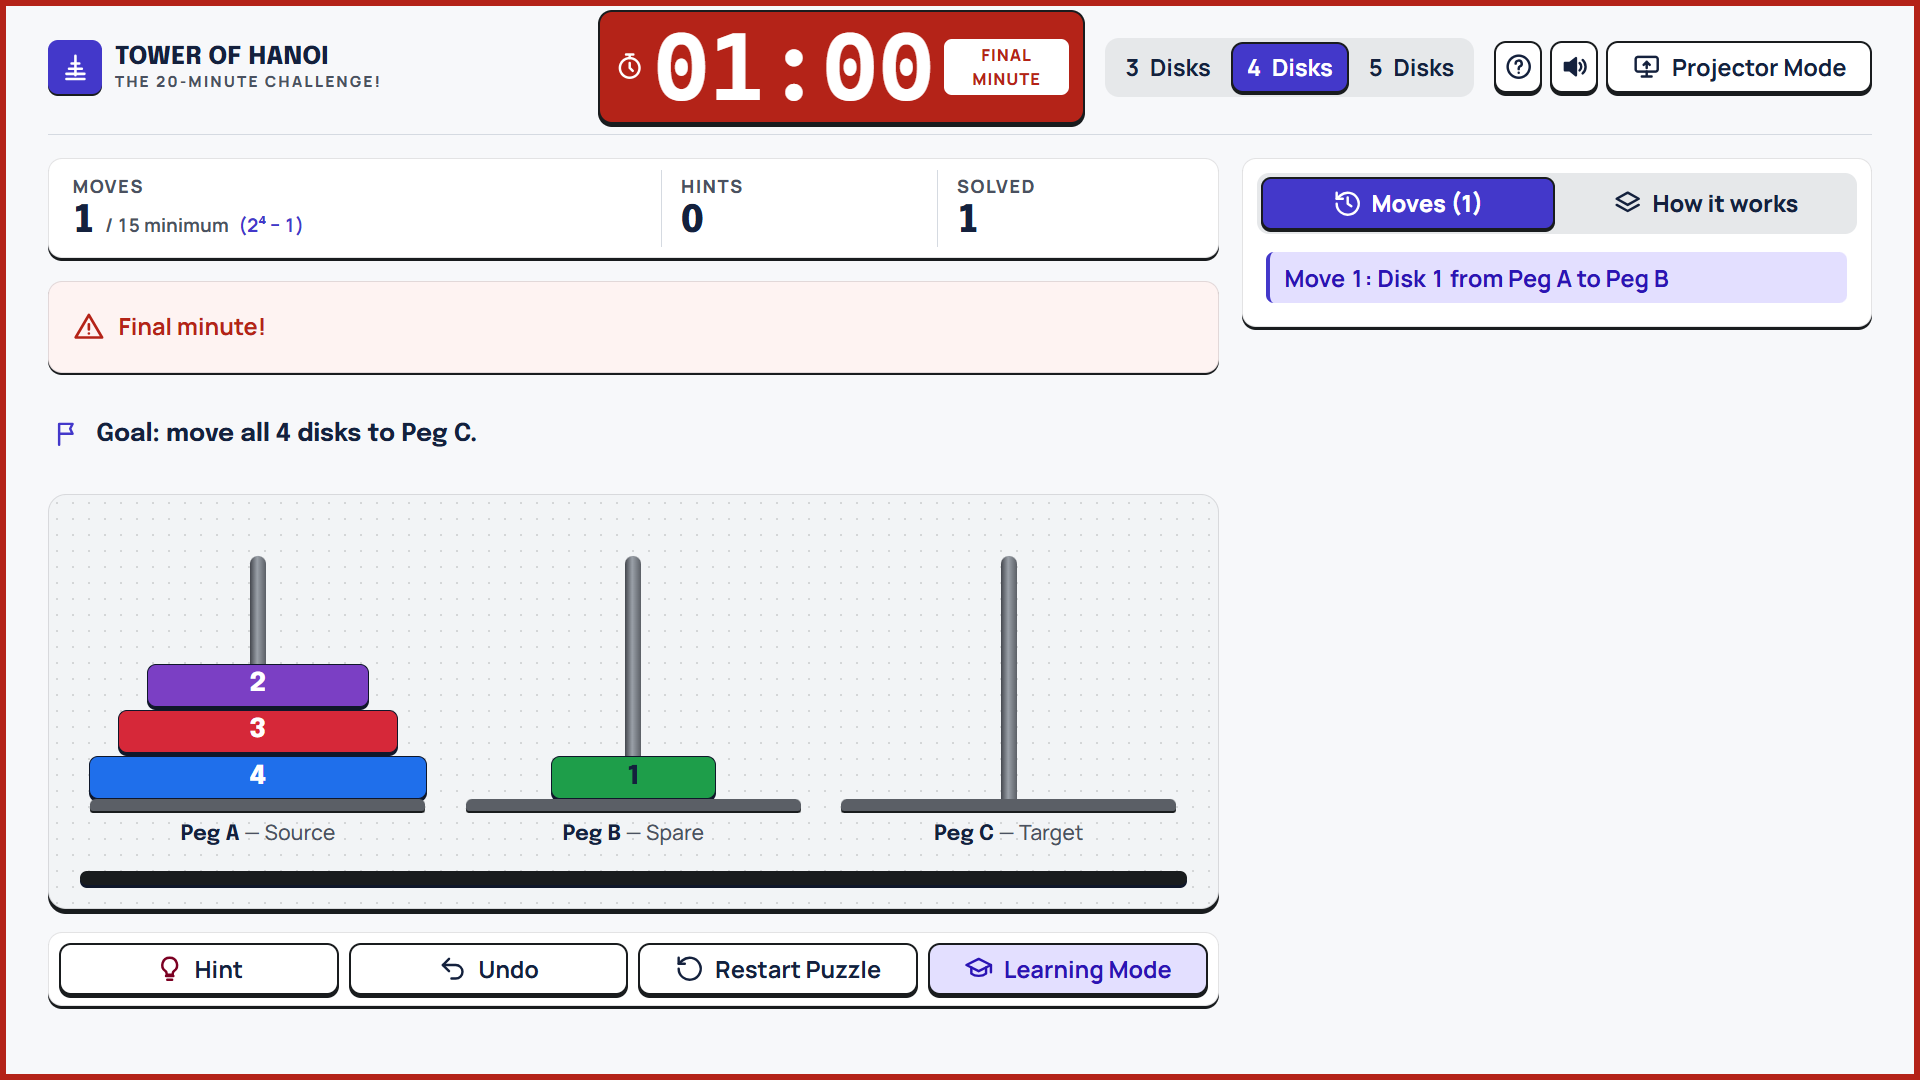 TOWER OF HANOI
THE 20-MINUTE CHALLENGE!
01:00
FINAL
MINUTE
3 Disks
4 Disks
5 Disks
Projector Mode
MOVES
1 / 15 minimum (2⁴ – 1)
HINTS
0
SOLVED
1
Moves (1)
How it works
Move 1: Disk 1 from Peg A to Peg B
Final minute!
Goal: move all 4 disks to Peg C.
2
3
4
1
Peg A — Source
Peg B — Spare
Peg C — Target
Hint
Undo
Restart Puzzle
Learning Mode